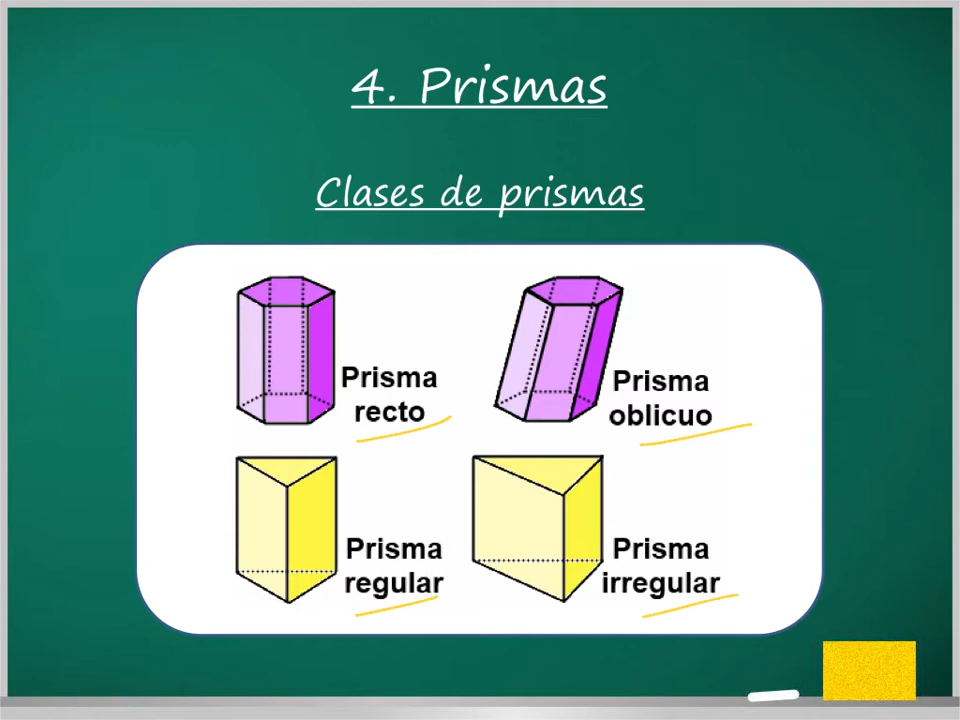 4. Prismas
Clases de prismas
Prisma
recto
Prisma
oblicuo
Prisma
regular
Prisma
irregular